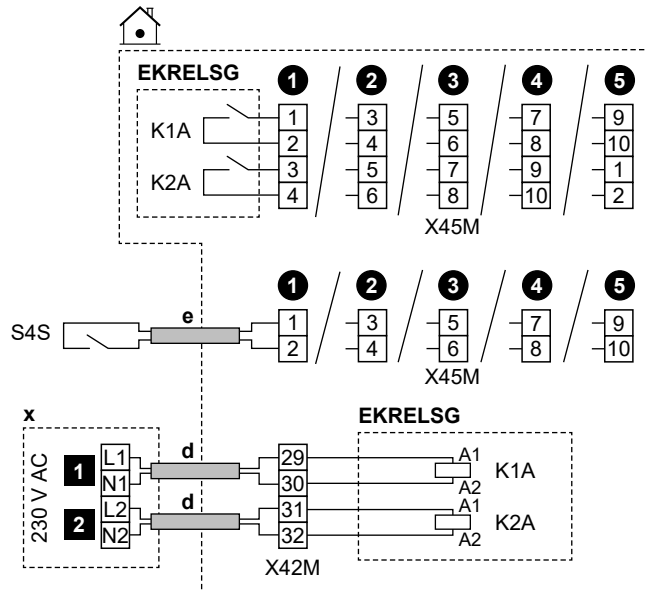 EKRELSG 1 2 3 4 5
K1A 1 3 5 7 9
2 4 6 8 10
K2A 3 5 7 9 1
4 6 8 10 2
X45M
1 2 3 4 5
S4S e 1 3 5 7 9
2 4 6 8 10
X45M
x EKRELSG
230 V AC 1 L1 d 29 A1 K1A
N1 30 A2
2 L2 d 31 A1 K2A
N2 32 A2
X42M